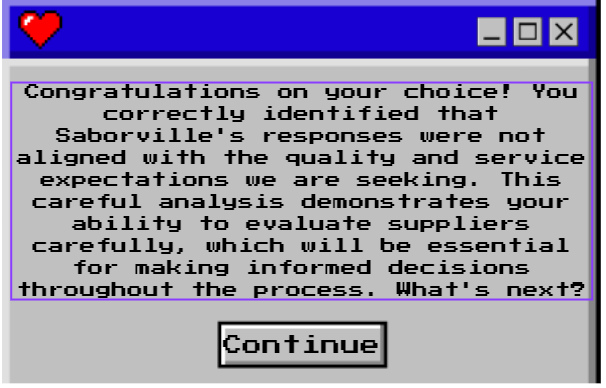 Congratulations on your choice! You
correctly identified that
Saborville's responses were not
aligned with the quality and service
expectations we are seeking. This
careful analysis demonstrates your
ability to evaluate suppliers
carefully, which will be essential
for making informed decisions
throughout the process. What's next?
Continue